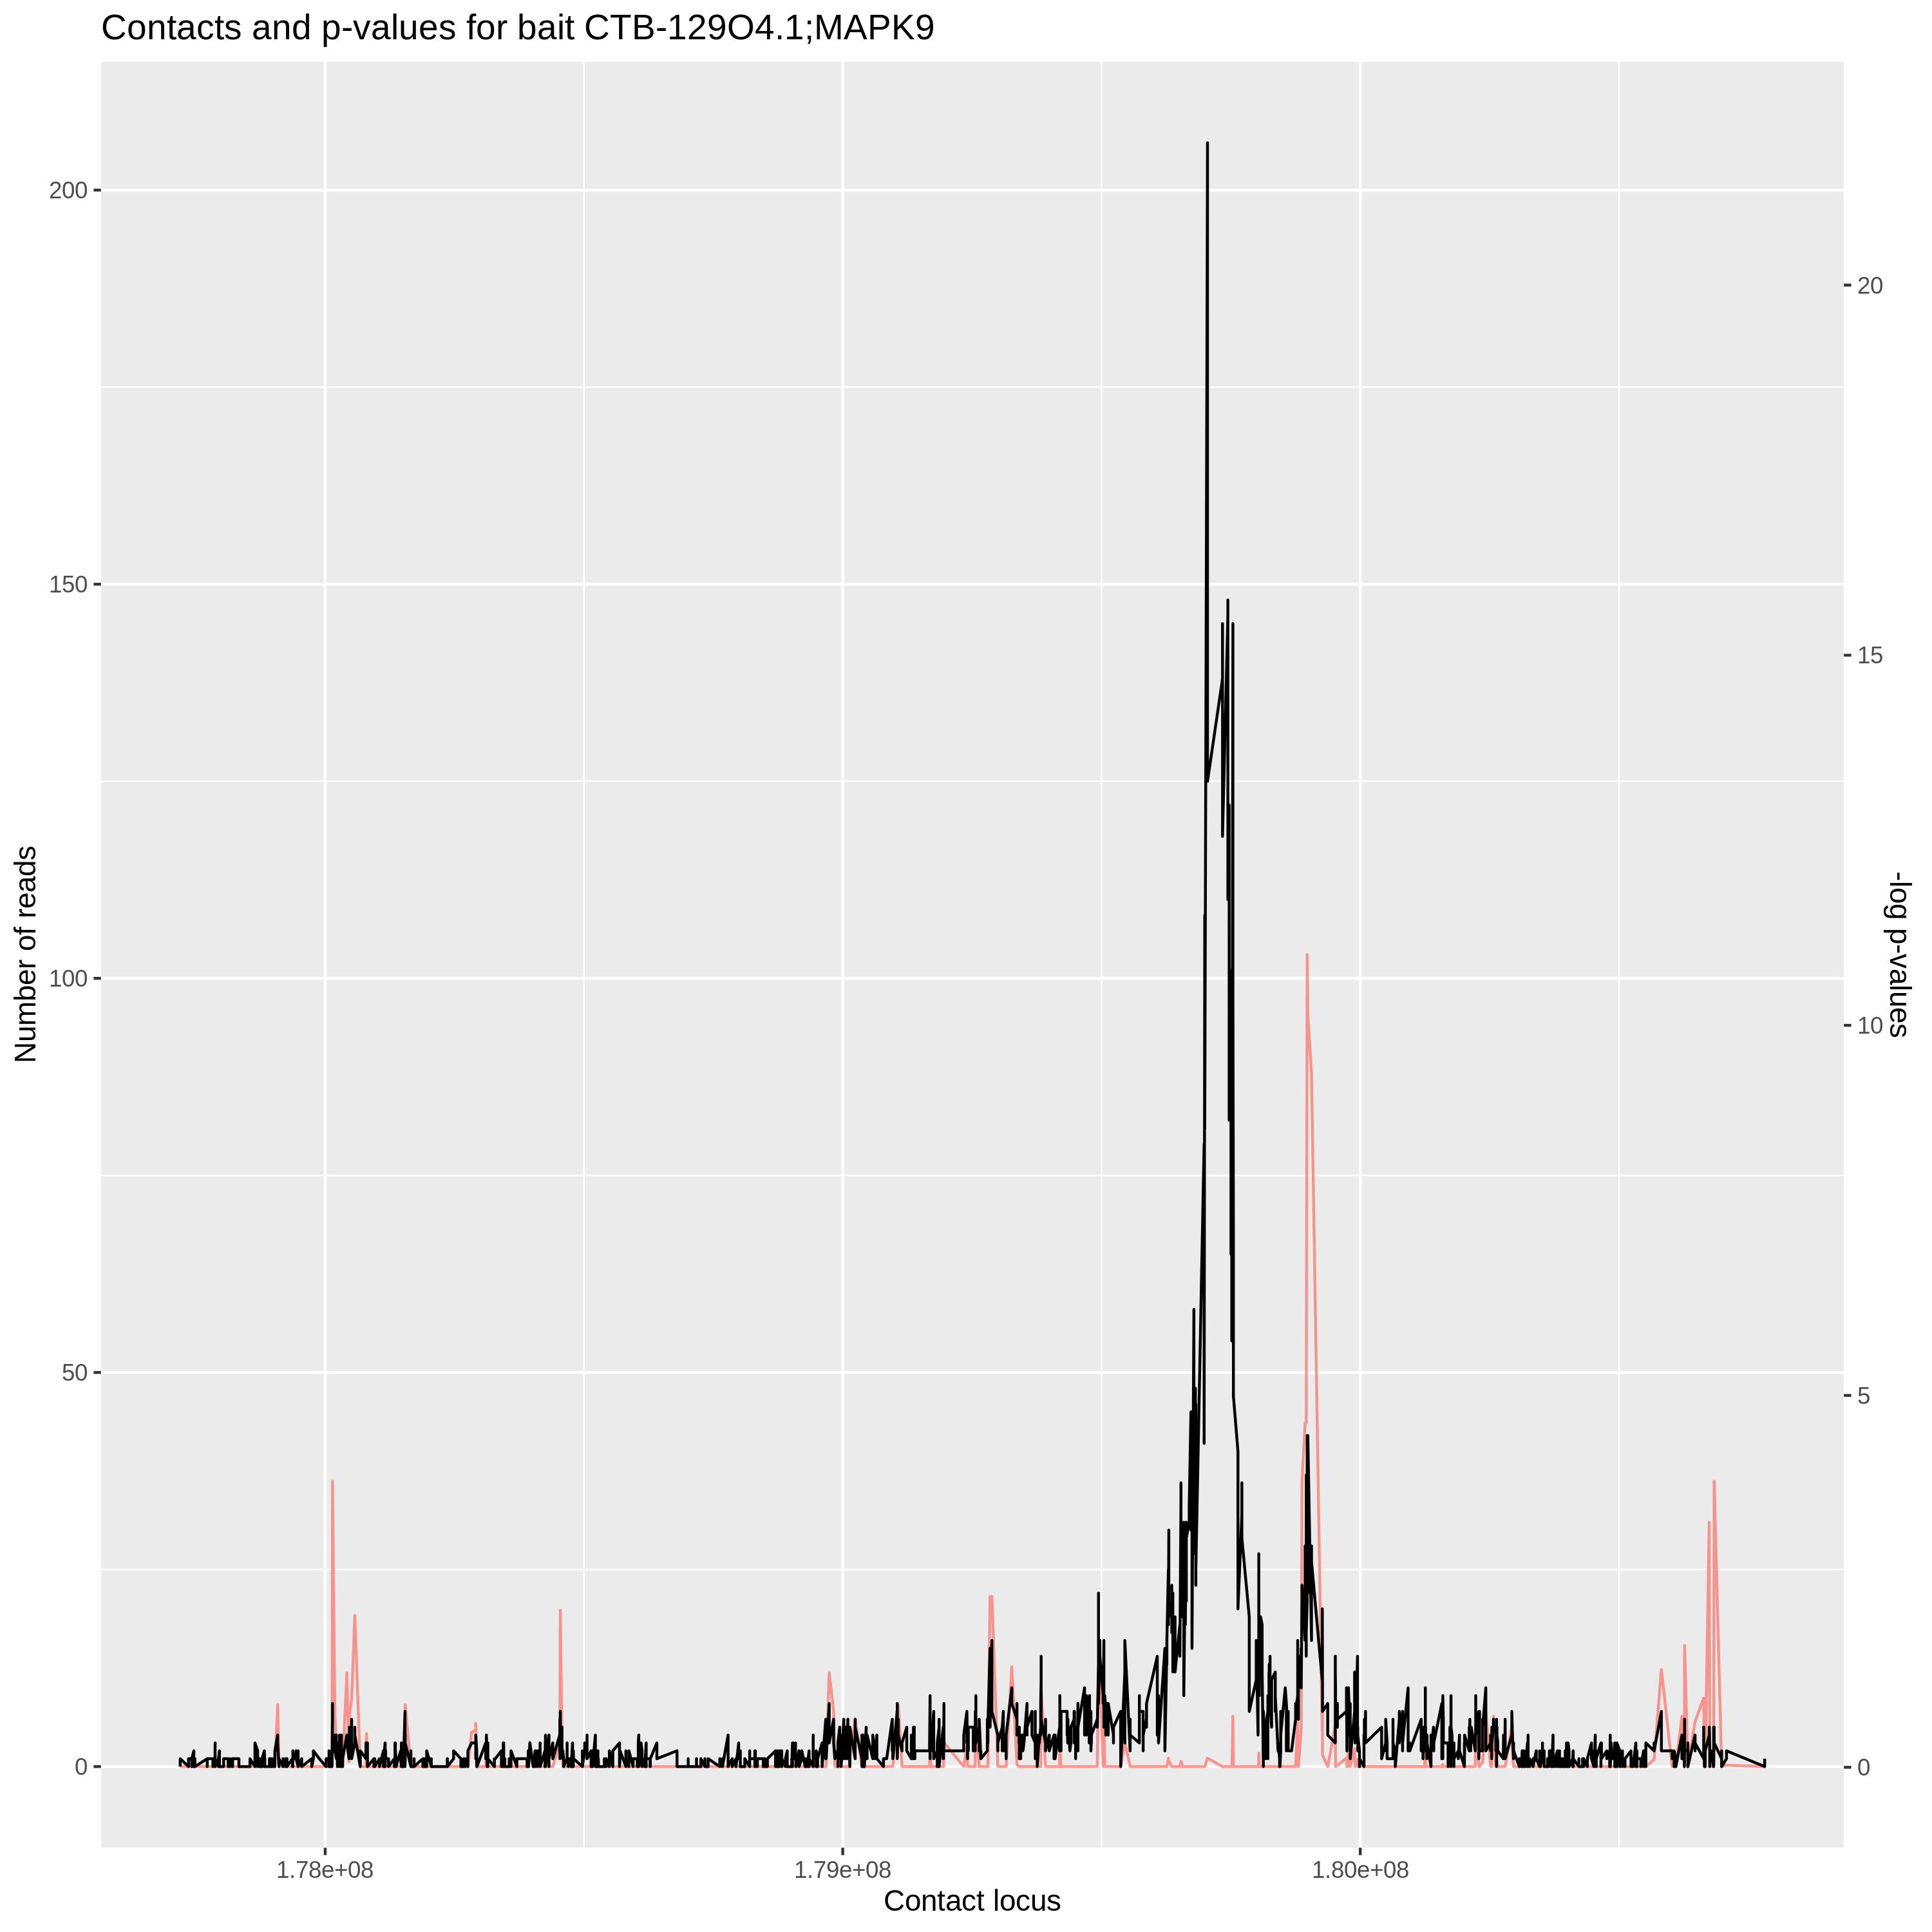 Contacts and p-values for bait CTB-129O4.1;MAPK9
200
150
100
50
0
Number of reads
20
15
10
5
0
-log p-values
1.78e+08
1.79e+08
1.80e+08
Contact locus